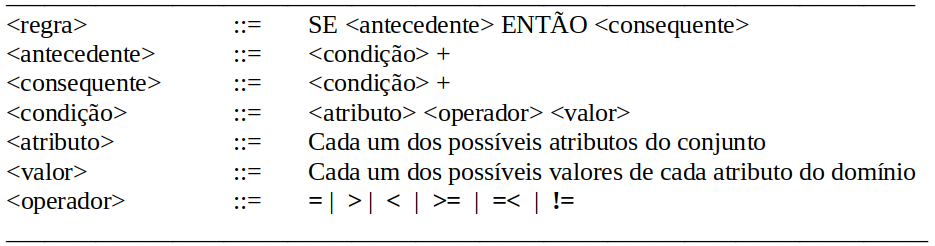 <regra> ::= SE <antecedente> ENTÃO <consequente>
<antecedente> ::= <condição> +
<consequente> ::= <condição> +
<condição> ::= <atributo> <operador> <valor>
<atributo> ::= Cada um dos possíveis atributos do conjunto
<valor> ::= Cada um dos possíveis valores de cada atributo do domínio
<operador> ::= = | > | < | >= | =< | !=